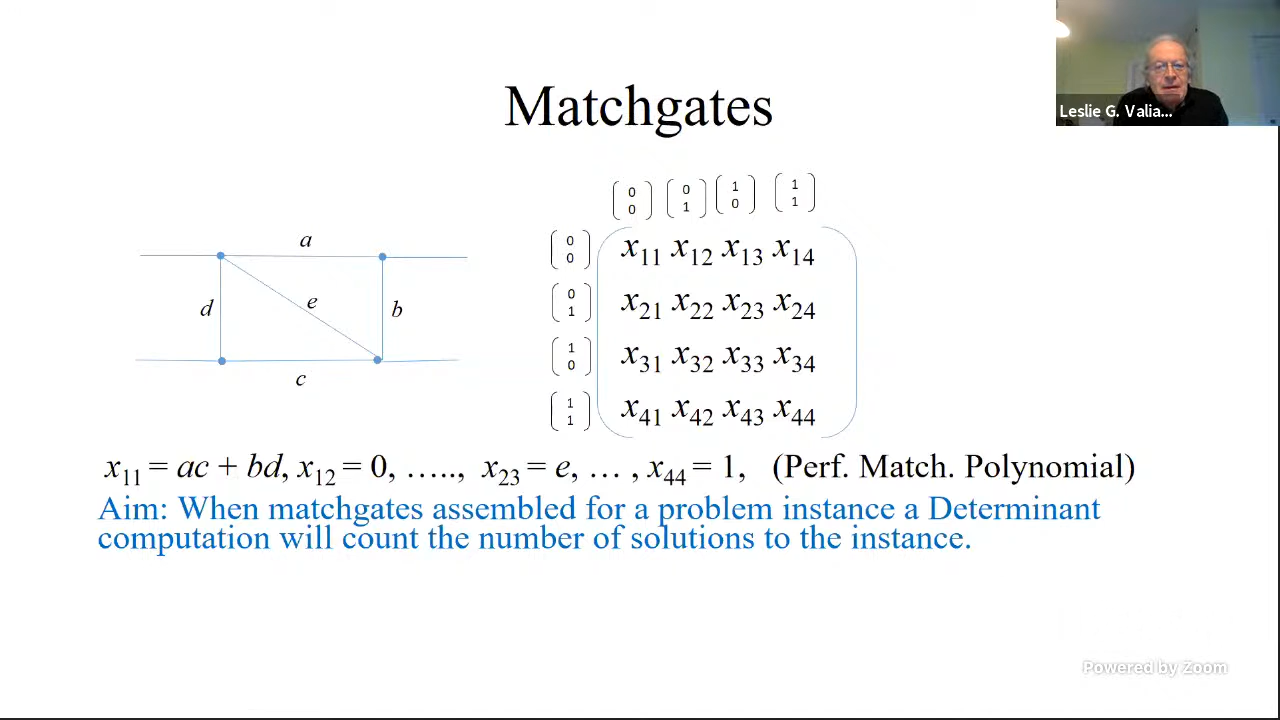 Leslie G. Valia...
Matchgates
0 0 1 1
0 1 0 1
a
d e b
c
0 0 x11 x12 x13 x14
0 1 x21 x22 x23 x24
1 0 x31 x32 x33 x34
1 1 x41 x42 x43 x44
x11 = ac + bd, x12 = 0, ….., x23 = e, … , x44 = 1, (Perf. Match. Polynomial)
Aim: When matchgates assembled for a problem instance a Determinant
computation will count the number of solutions to the instance.
Powered by Zoom